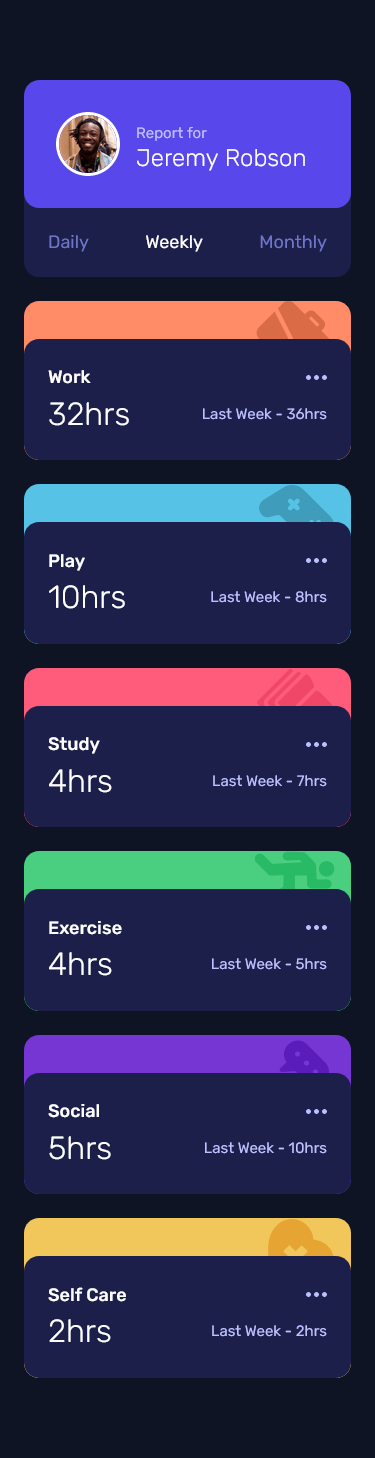 Report for
Jeremy Robson
Daily Weekly Monthly
Work
32hrs Last Week - 36hrs
Play
10hrs Last Week - 8hrs
Study
4hrs Last Week - 7hrs
Exercise
4hrs Last Week - 5hrs
Social
5hrs Last Week - 10hrs
Self Care
2hrs Last Week - 2hrs